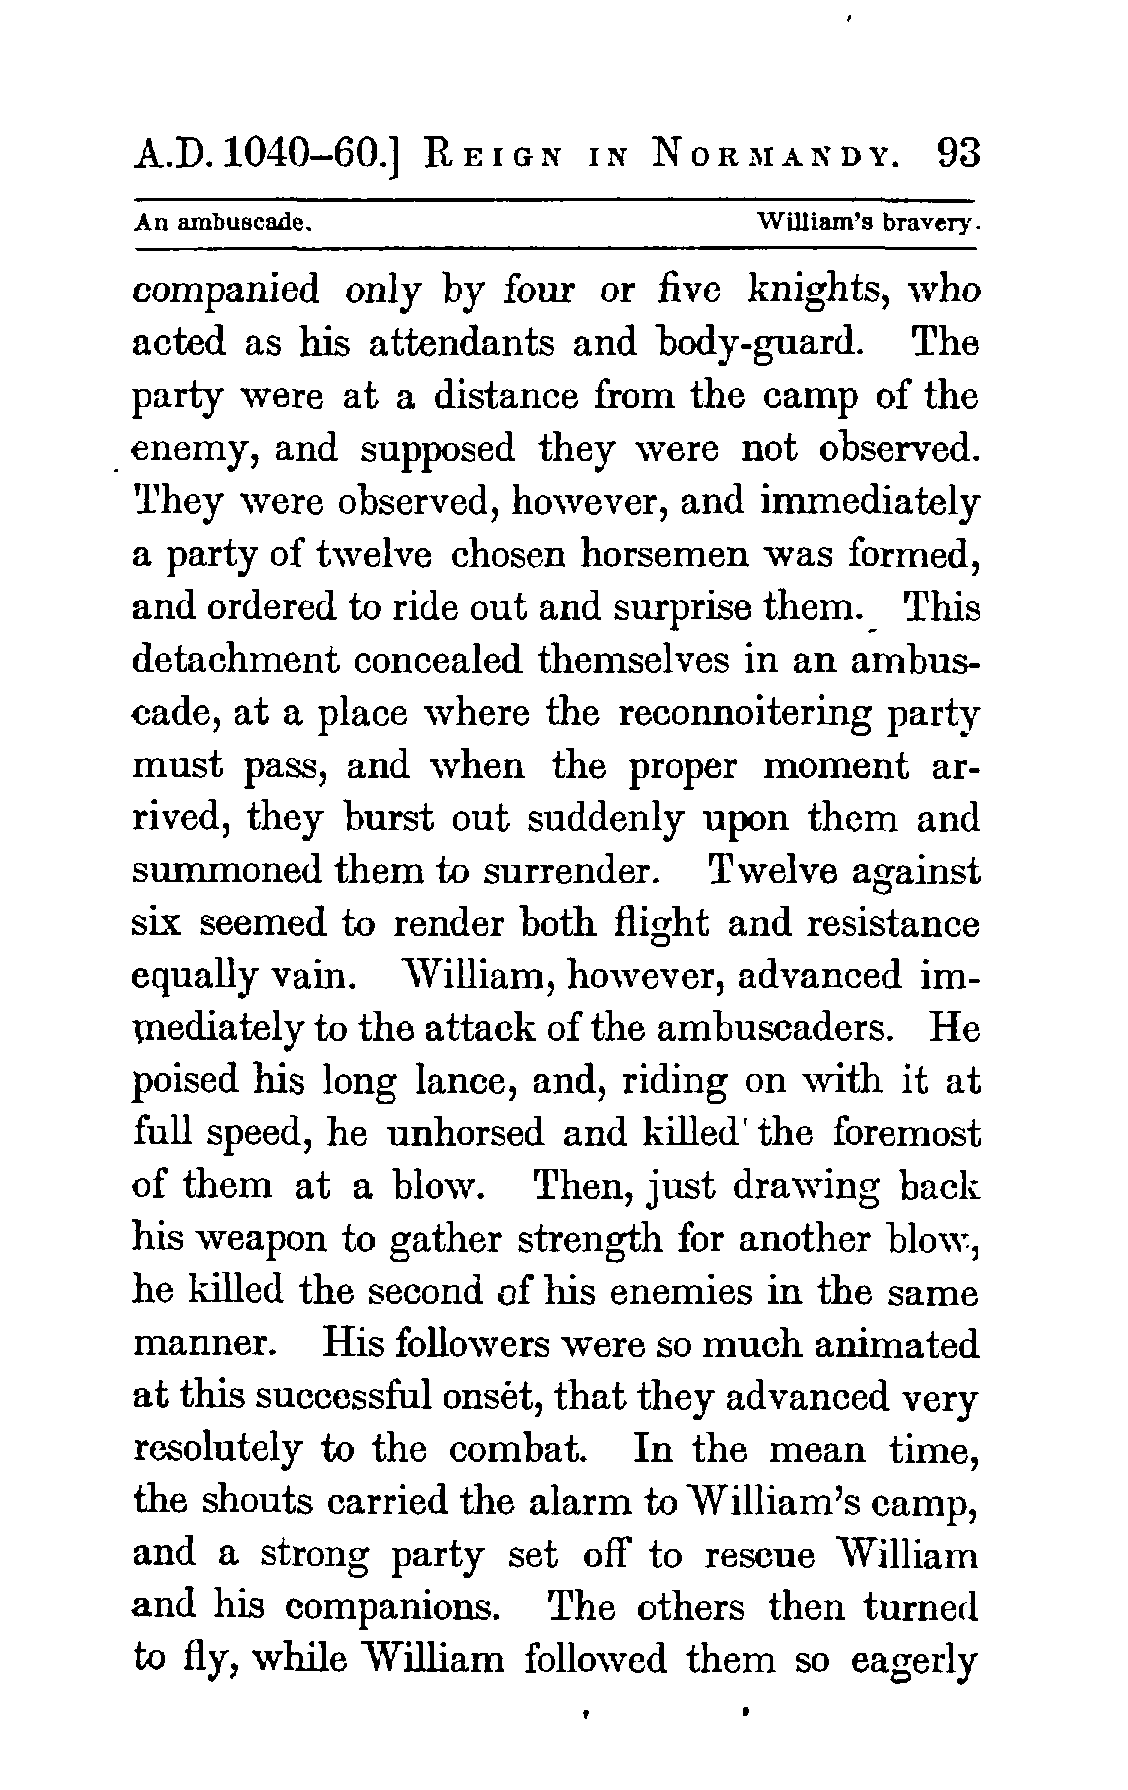 A.D. 1040–60.] Reign in Normandy. 93
An ambuscade. William's bravery.
companied only by four or five knights, who
acted as his attendants and body-guard. The
party were at a distance from the camp of the
enemy, and supposed they were not observed.
They were observed, however, and immediately
a party of twelve chosen horsemen was formed,
and ordered to ride out and surprise them. This
detachment concealed themselves in an ambus-
cade, at a place where the reconnoitering party
must pass, and when the proper moment ar-
rived, they burst out suddenly upon them and
summoned them to surrender. Twelve against
six seemed to render both flight and resistance
equally vain. William, however, advanced im-
mediately to the attack of the ambuscaders. He
poised his long lance, and, riding on with it at
full speed, he unhorsed and killed the foremost
of them at a blow. Then, just drawing back
his weapon to gather strength for another blow,
he killed the second of his enemies in the same
manner. His followers were so much animated
at this successful onset, that they advanced very
resolutely to the combat. In the mean time,
the shouts carried the alarm to William's camp,
and a strong party set off to rescue William
and his companions. The others then turned
to fly, while William followed them so eagerly